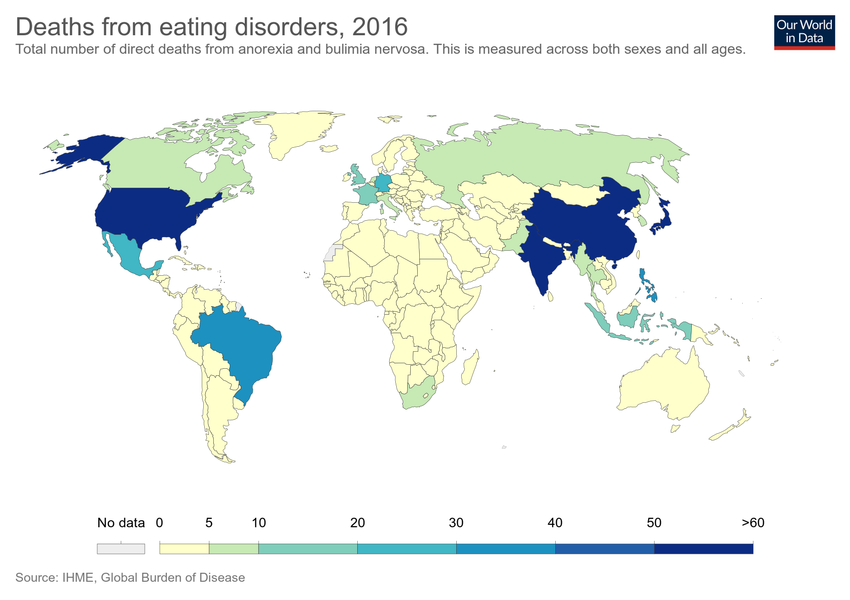 Deaths from eating disorders, 2016
Our World
in Data
Total number of direct deaths from anorexia and bulimia nervosa. This is measured across both sexes and all ages.
No data 0 5 10 20 30 40 50 >60
Source: IHME, Global Burden of Disease